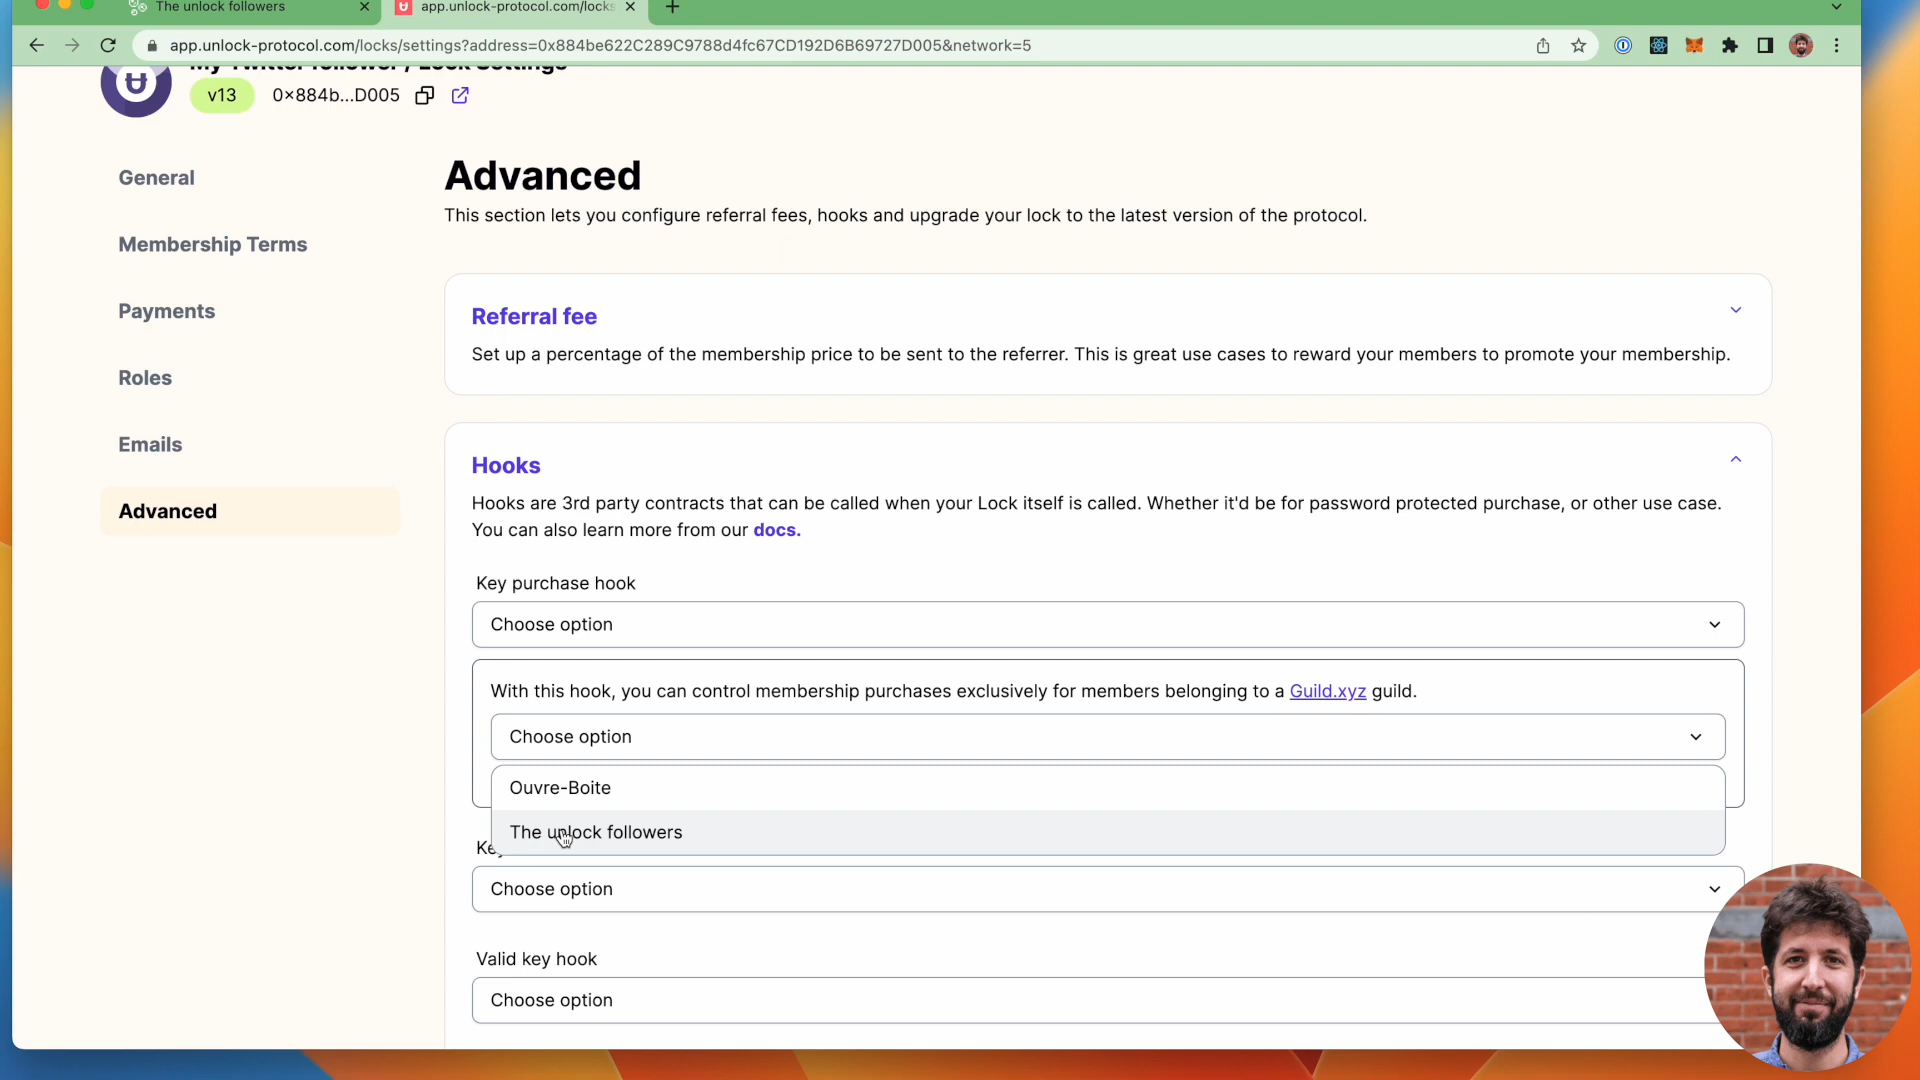 The unlock followers
app.unlock-protocol.com/locks
app.unlock-protocol.com/locks/settings?address=0x884be622C289C9788d4fc67CD192D6B69727D005&network=5
My Twitter follower / Lock Settings
v13
0×884b...D005
General
Membership Terms
Payments
Roles
Emails
Advanced
Advanced
This section lets you configure referral fees, hooks and upgrade your lock to the latest version of the protocol.
Referral fee
Set up a percentage of the membership price to be sent to the referrer. This is great use cases to reward your members to promote your membership.
Hooks
Hooks are 3rd party contracts that can be called when your Lock itself is called. Whether it'd be for password protected purchase, or other use case.
You can also learn more from our docs.
Key purchase hook
Choose option
With this hook, you can control membership purchases exclusively for members belonging to a Guild.xyz guild.
Choose option
Ouvre-Boite
The unlock followers
Choose option
Valid key hook
Choose option